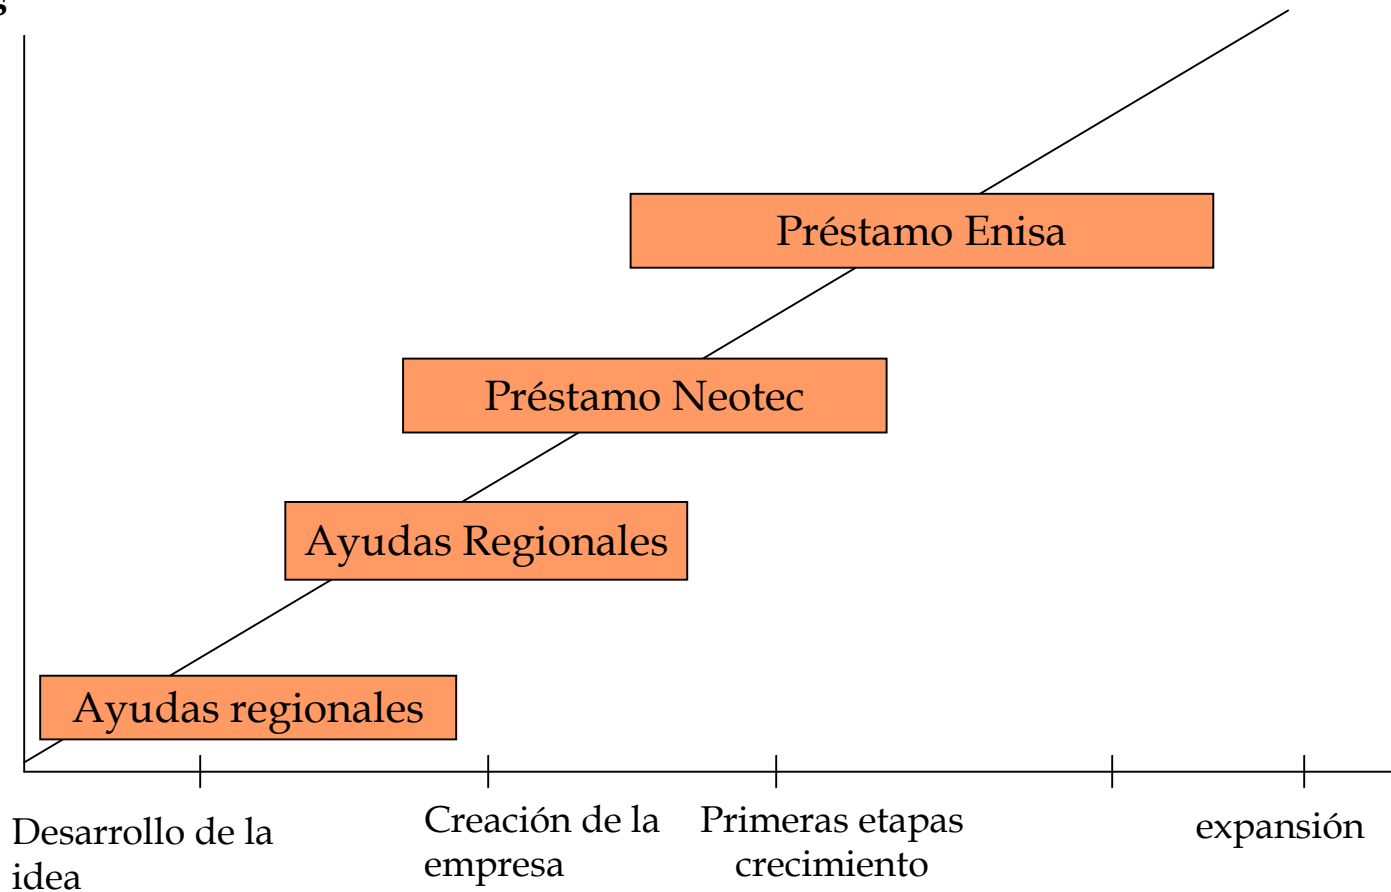 Préstamo Enisa
Préstamo Neotec
Ayudas Regionales
Ayudas regionales
Desarrollo de la
idea
Creación de la
empresa
Primeras etapas
crecimiento
expansión